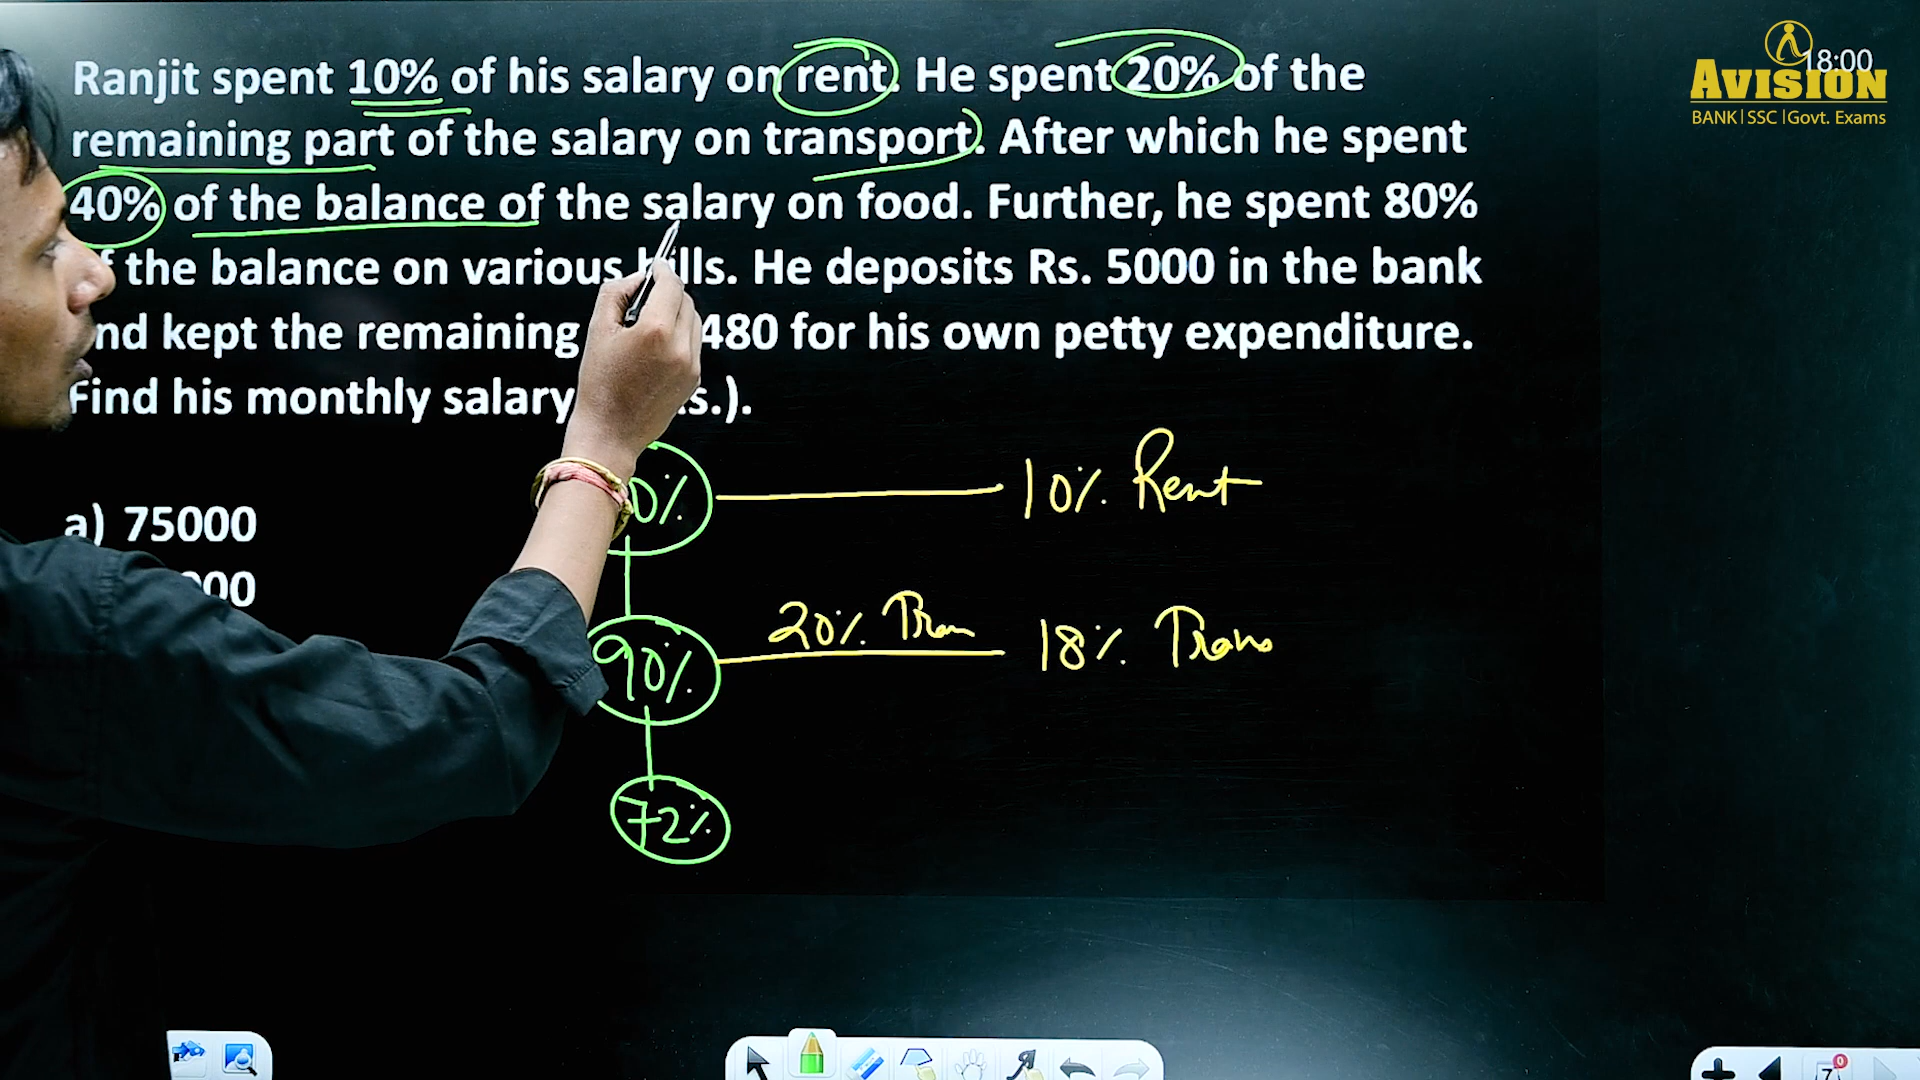 Ranjit spent 10% of his salary on rent. He spent 20% of the
remaining part of the salary on transport. After which he spent
40% of the balance of the salary on food. Further, he spent 80%
the balance on various bills. He deposits Rs. 5000 in the bank
nd kept the remaining 480 for his own petty expenditure.
Find his monthly salary s.).
a) 75000
00
0%
10% Rent
90%
20% Tran
18% Trans
72%
18:00
AVISION
BANK|SSC|Govt. Exams
7
0